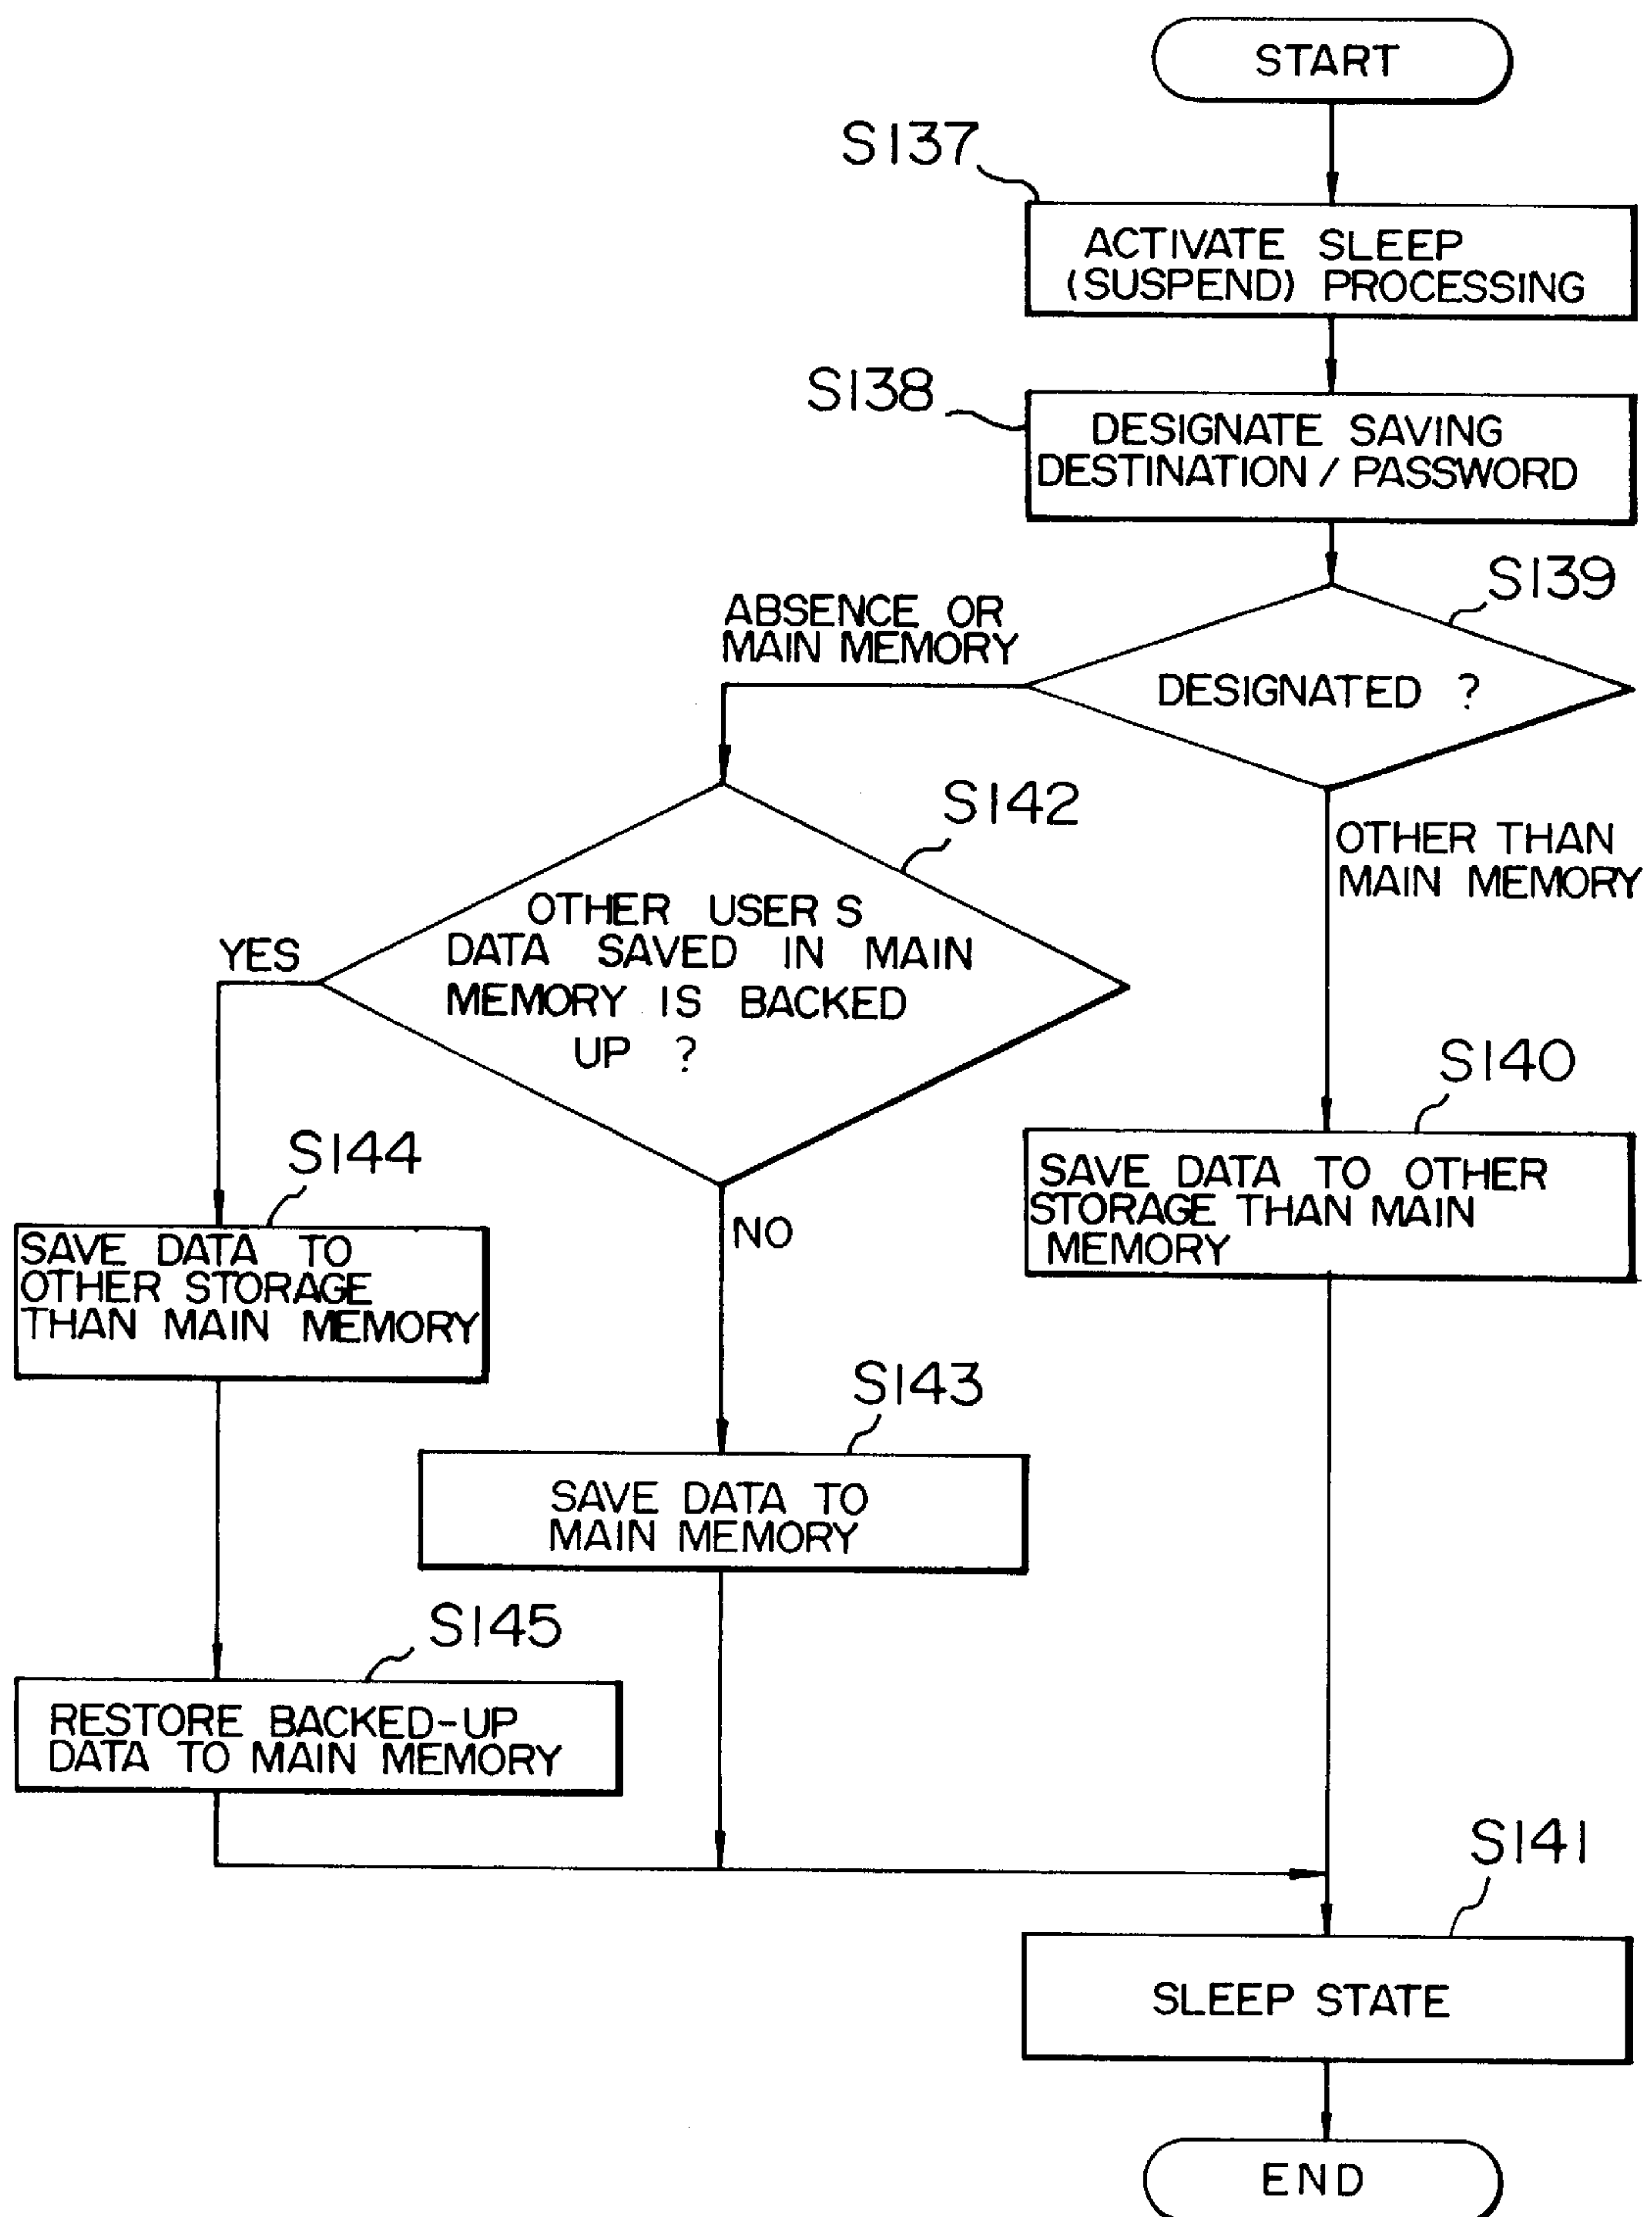 START
S137
ACTIVATE SLEEP
(SUSPEND) PROCESSING
S138
DESIGNATE SAVING
DESTINATION / PASSWORD
S139
DESIGNATED ?
ABSENCE OR
MAIN MEMORY
OTHER THAN
MAIN MEMORY
S142
OTHER USER S
DATA SAVED IN MAIN
MEMORY IS BACKED
UP ?
YES
NO
S140
SAVE DATA TO OTHER
STORAGE THAN MAIN
MEMORY
S144
SAVE DATA TO
OTHER STORAGE
THAN MAIN MEMORY
S143
SAVE DATA TO
MAIN MEMORY
S145
RESTORE BACKED-UP
DATA TO MAIN MEMORY
S141
SLEEP STATE
END